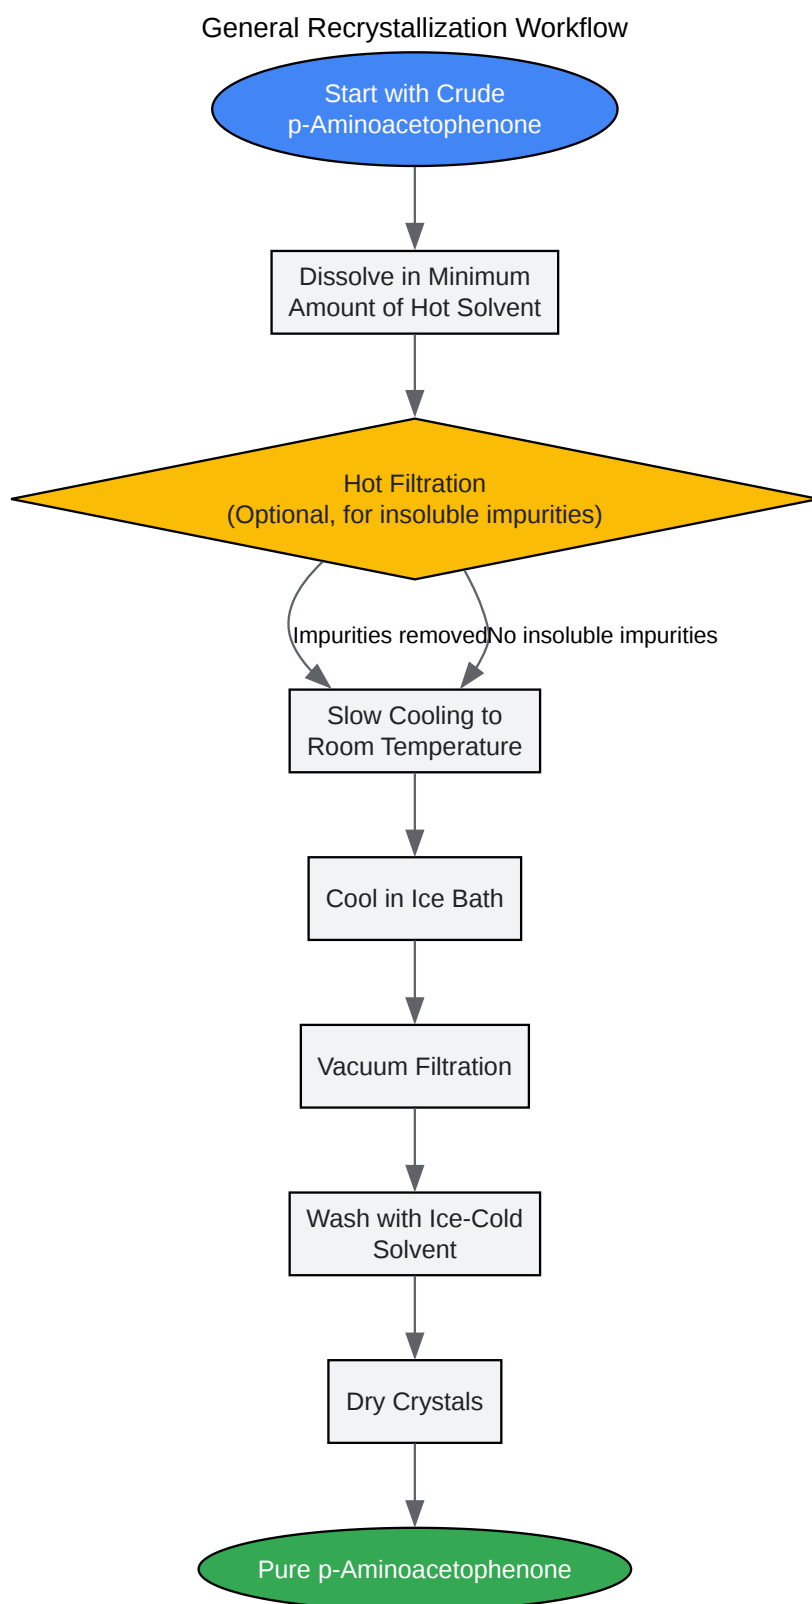 General Recrystallization Workflow
Start with Crude
p-Aminoacetophenone
Dissolve in Minimum
Amount of Hot Solvent
Hot Filtration
(Optional, for insoluble impurities)
Impurities removed
No insoluble impurities
Slow Cooling to
Room Temperature
Cool in Ice Bath
Vacuum Filtration
Wash with Ice-Cold
Solvent
Dry Crystals
Pure p-Aminoacetophenone